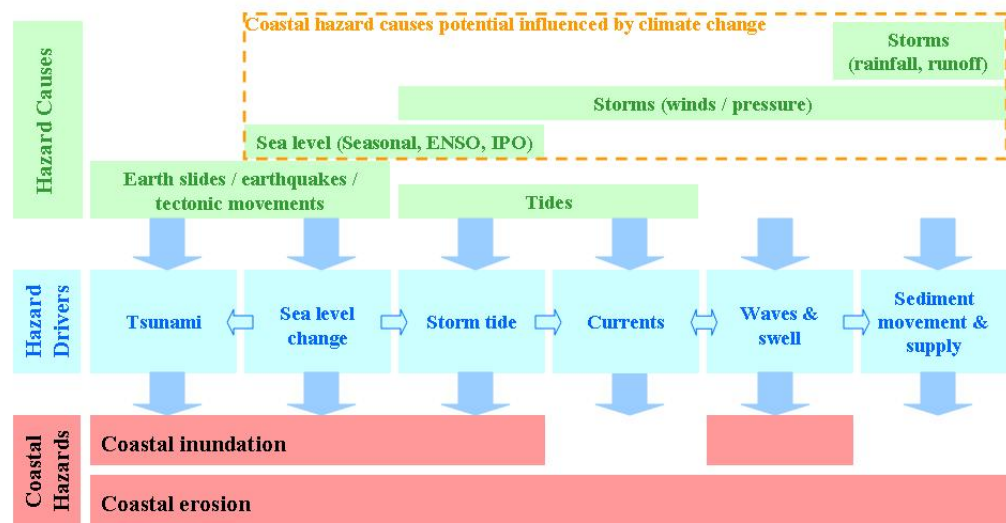 Hazard Causes
Coastal hazard causes potential influenced by climate change
Storms
(rainfall, runoff)
Storms (winds / pressure)
Sea level (Seasonal, ENSO, IPO)
Earth slides / earthquakes /
tectonic movements
Tides
Hazard
Drivers
Tsunami
Sea level
change
Storm tide
Currents
Waves &
swell
Sediment
movement &
supply
Coastal
Hazards
Coastal inundation
Coastal erosion